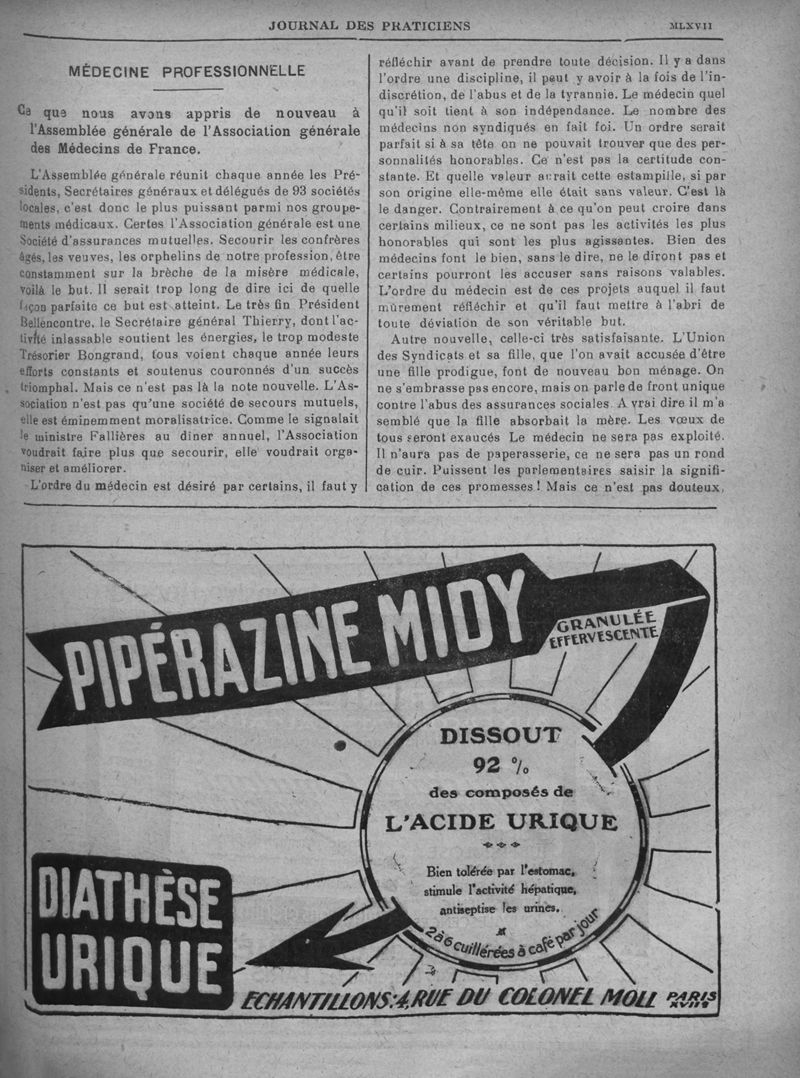 JOURNAL DES PRATICIENS
MLXVII
MÉDECINE PROFESSIONNELLE
Ce que nous avons appris de nouveau à
l'Assemblée générale de l'Association générale
des Médecins de France.
L'Assemblée générale réunit chaque année les Pré-
sidents, Secrétaires généraux et délégués de 93 sociétés
locales, c'est donc le plus puissant parmi nos groupe-
ments médicaux. Certes l'Association générale est une
Société d'assurances mutuelles. Secourir les confrères
âgés, les veuves, les orphelins de notre profession, être
constamment sur la brèche de la misère médicale,
voilà le but. Il serait trop long de dire ici de quelle
façon parfaite ce but est atteint. Le très fin Président
Bellencontre, le Secrétaire général Thierry, dont l'ac-
tivité inlassable soutient les énergies, le trop modeste
Trésorier Bongrand, tous voient chaque année leurs
efforts constants et soutenus couronnés d'un succès
triomphal. Mais ce n'est pas là la note nouvelle. L'As-
sociation n'est pas qu'une société de secours mutuels,
elle est éminemment moralisatrice. Comme le signalait
le ministre Fallières au diner annuel, l'Association
voudrait faire plus que secourir, elle voudrait orga-
niser et améliorer.
L'ordre du médecin est désiré par certains, il faut y
réfléchir avant de prendre toute décision. Il y a dans
l'ordre une discipline, il peut y avoir à la fois de l'in-
discrétion, de l'abus et de la tyrannie. Le médecin quel
qu'il soit tient à son indépendance. Le nombre des
médecins non syndiqués en fait foi. Un ordre serait
parfait si à sa tête on ne pouvait trouver que des per-
sonnalités honorables. Ce n'est pas la certitude con-
stante. Et quelle valeur aurait cette estampille, si par
son origine elle-même elle était sans valeur. C'est là
le danger. Contrairement à ce qu'on peut croire dans
certains milieux, ce ne sont pas les activités les plus
honorables qui sont les plus agissantes. Bien des
médecins font le bien, sans le dire, ne le diront pas et
certains pourront les accuser sans raisons valables.
L'ordre du médecin est de ces projets auquel il faut
mûrement réfléchir et qu'il faut mettre à l'abri de
toute déviation de son véritable but.
Autre nouvelle, celle-ci très satisfaisante. L'Union
des Syndicats et sa fille, que l'on avait accusée d'être
une fille prodigue, font de nouveau bon ménage. On
ne s'embrasse pas encore, mais on parle de front unique
contre l'abus des assurances sociales. A vrai dire il m'a
semblé que la fille absorbait la mère. Les vœux de
tous seront exaucés Le médecin ne sera pas exploité.
Il n'aura pas de paperasserie, ce ne sera pas un rond
de cuir. Puissent les parlementaires saisir la signifi-
cation de ces promesses ! Mais ce n'est pas douteux,
PIPÉRAZINE MIDY
GRANULÉE
EFFERVESCENTE
DISSOUT
92 %
des composés de
L'ACIDE URIQUE
Bien tolérée par l'estomac,
stimule l'activité hépatique,
antiseptise les urines.
2 à 6 cuillérées à café par jour
DIATHÈSE
URIQUE
ECHANTILLONS: 4, RUE DU COLONEL MOLL PARIS
XVIIe